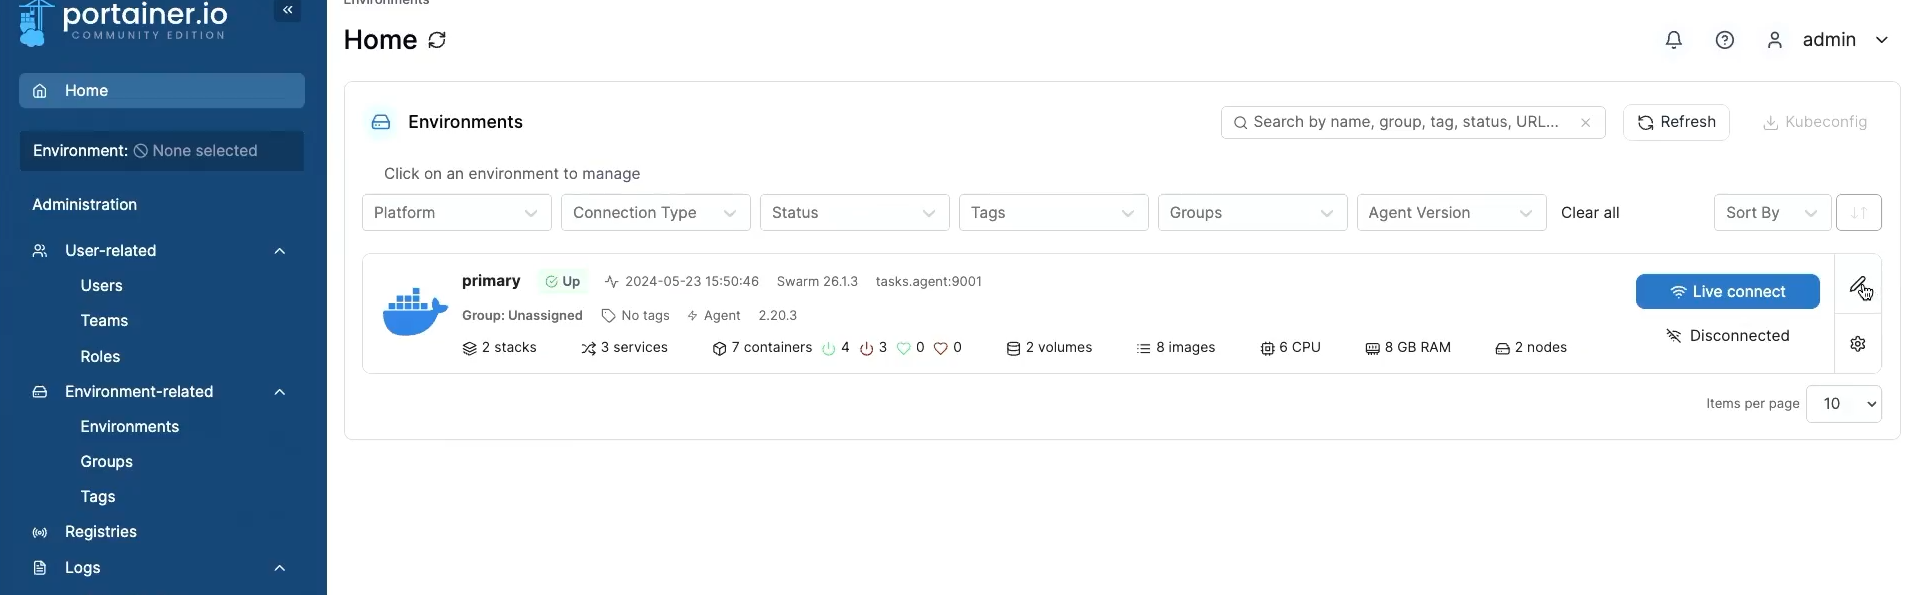 Environments
portainer.io
COMMUNITY EDITION
«
Home
admin
Home
Environment: None selected
Administration
User-related
Users
Teams
Roles
Environment-related
Environments
Groups
Tags
Registries
Logs
Environments
Search by name, group, tag, status, URL...
Refresh
Kubeconfig
Click on an environment to manage
Platform
Connection Type
Status
Tags
Groups
Agent Version
Clear all
Sort By
primary Up 2024-05-23 15:50:46 Swarm 26.1.3 tasks.agent:9001
Group: Unassigned No tags Agent 2.20.3
2 stacks 3 services 7 containers 4 3 0 0 2 volumes 8 images 6 CPU 8 GB RAM 2 nodes
Live connect
Disconnected
Items per page 10